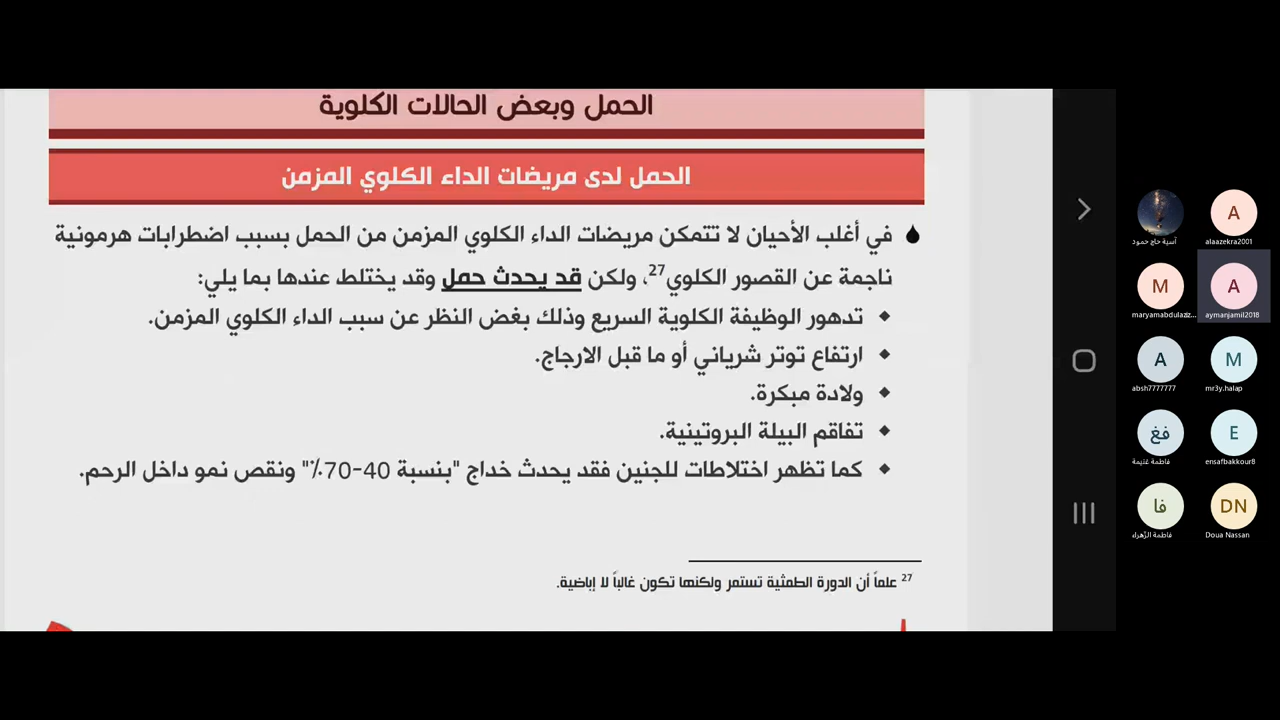 الحمل وبعض الحالات الكلوية
الحمل لدى مريضات الداء الكلوي المزمن
في أغلب الأحيان لا تتمكن مريضات الداء الكلوي المزمن من الحمل بسبب اضطرابات هرمونية
ناجمة عن القصور الكلوي27، ولكن قد يحدث حمل وقد يختلط عندها بما يلي:
تدهور الوظيفة الكلوية السريع وذلك بغض النظر عن سبب الداء الكلوي المزمن.
ارتفاع توتر شرياني أو ما قبل الارجاج.
ولادة مبكرة.
تفاقم البيلة البروتينية.
كما تظهر اختلاطات للجنين فقد يحدث خداج "بنسبة 40-70٪" ونقص نمو داخل الرحم.
27 علماً أن الدورة الطمثية تستمر ولكنها تكون غالباً لا إباضية.
آسية حاج حمود
A
alaazekra2001
M
maryamabdulaziz...
A
aymanjamil2018
A
absh7777777
M
mr3y.halap
فغ
فاطمة غنيمة
E
ensafbakkour8
فا
فاطمة الزهراء
DN
Doua Nassan